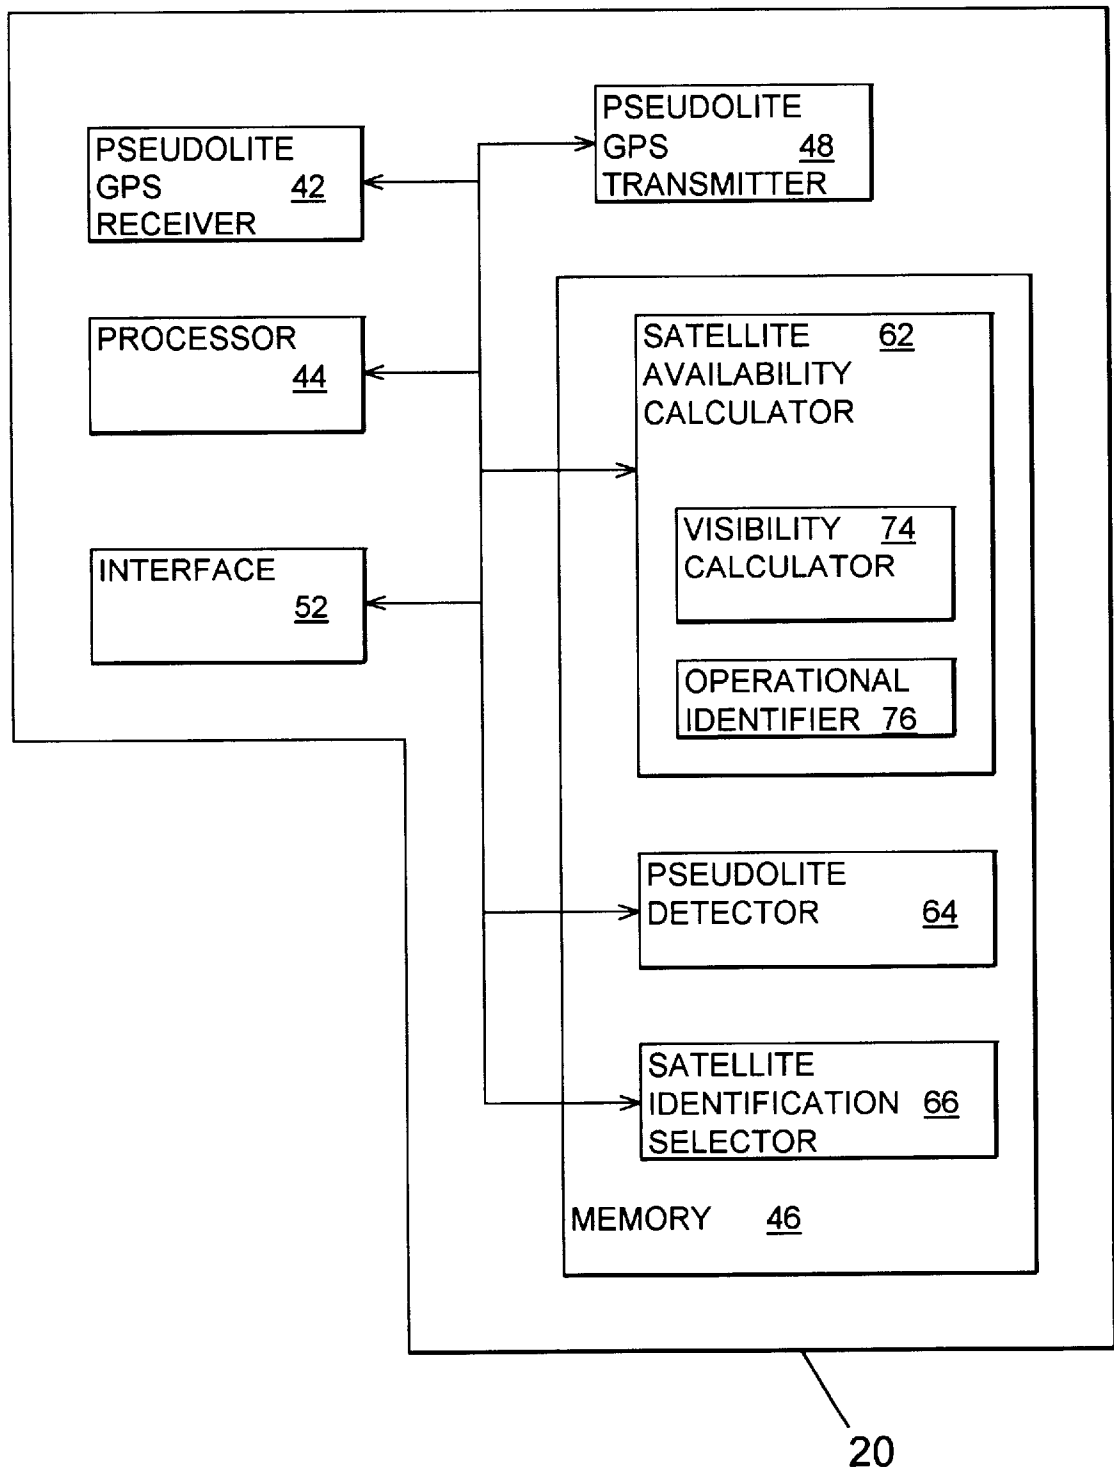 PSEUDOLITE
GPS 42
RECEIVER
PSEUDOLITE
GPS 48
TRANSMITTER
PROCESSOR
44
INTERFACE
52
SATELLITE 62
AVAILABILITY
CALCULATOR
VISIBILITY 74
CALCULATOR
OPERATIONAL
IDENTIFIER 76
PSEUDOLITE
DETECTOR 64
SATELLITE
IDENTIFICATION 66
SELECTOR
MEMORY 46
20